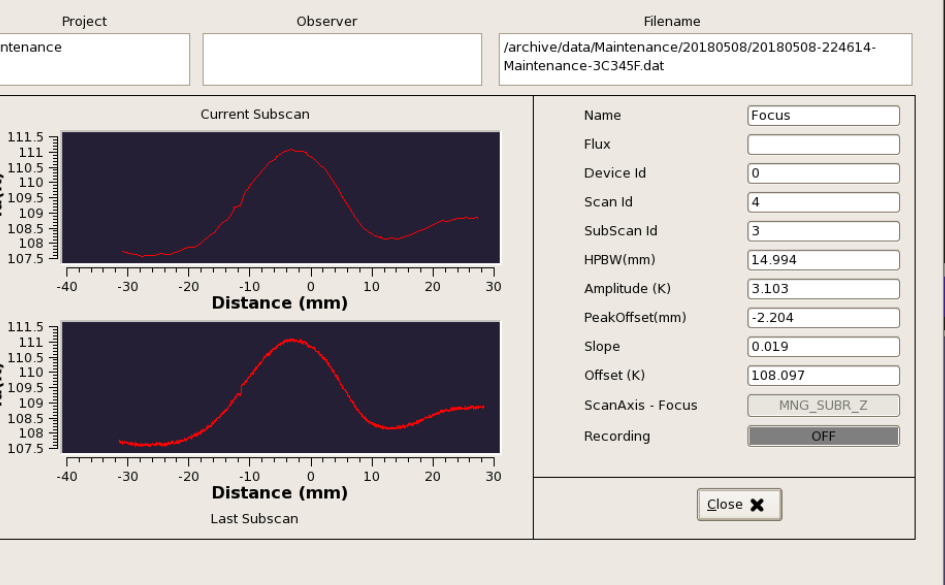 Project
Observer
Filename
ntenance
/archive/data/Maintenance/20180508/20180508-224614-
Maintenance-3C345F.dat
Current Subscan
111.5
111
110.5
110.0
109.5
109
108.5
108
107.5
-40 -30 -20 -10 0 10 20 30
Distance (mm)
111.5
111
110.5
110.0
109.5
109
108.5
108
107.5
-40 -30 -20 -10 0 10 20 30
Distance (mm)
Last Subscan
Name Focus
Flux
Device Id 0
Scan Id 4
SubScan Id 3
HPBW(mm) 14.994
Amplitude (K) 3.103
PeakOffset(mm) -2.204
Slope 0.019
Offset (K) 108.097
ScanAxis - Focus MNG_SUBR_Z
Recording OFF
Close